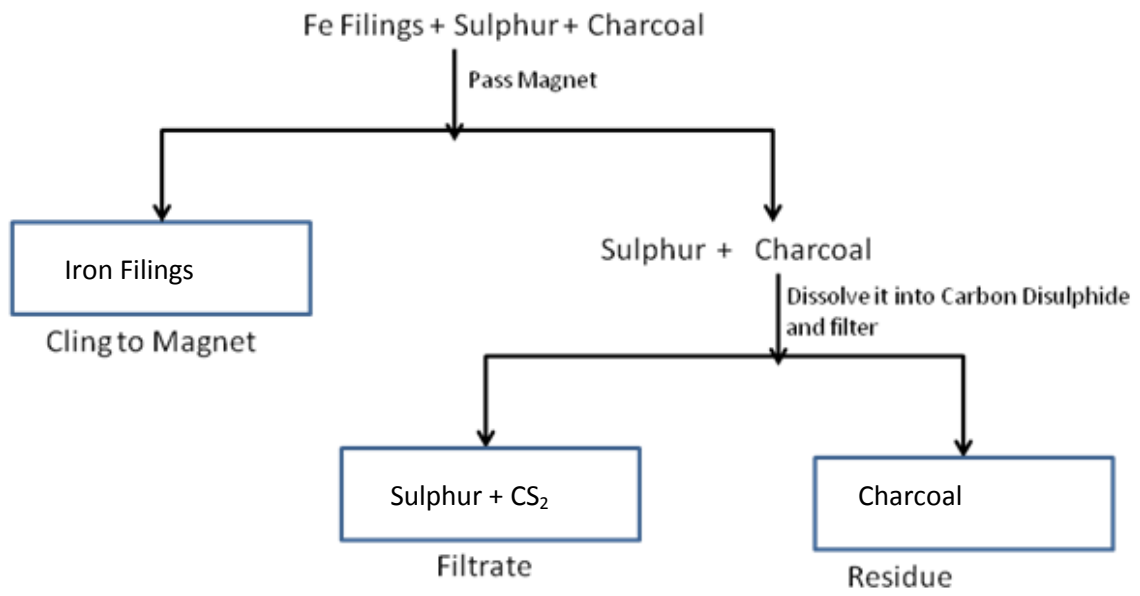 Fe Filings + Sulphur + Charcoal
Pass Magnet
Iron Filings
Cling to Magnet
Sulphur + Charcoal
Dissolve it into Carbon Disulphide
and filter
Sulphur + CS₂
Filtrate
Charcoal
Residue